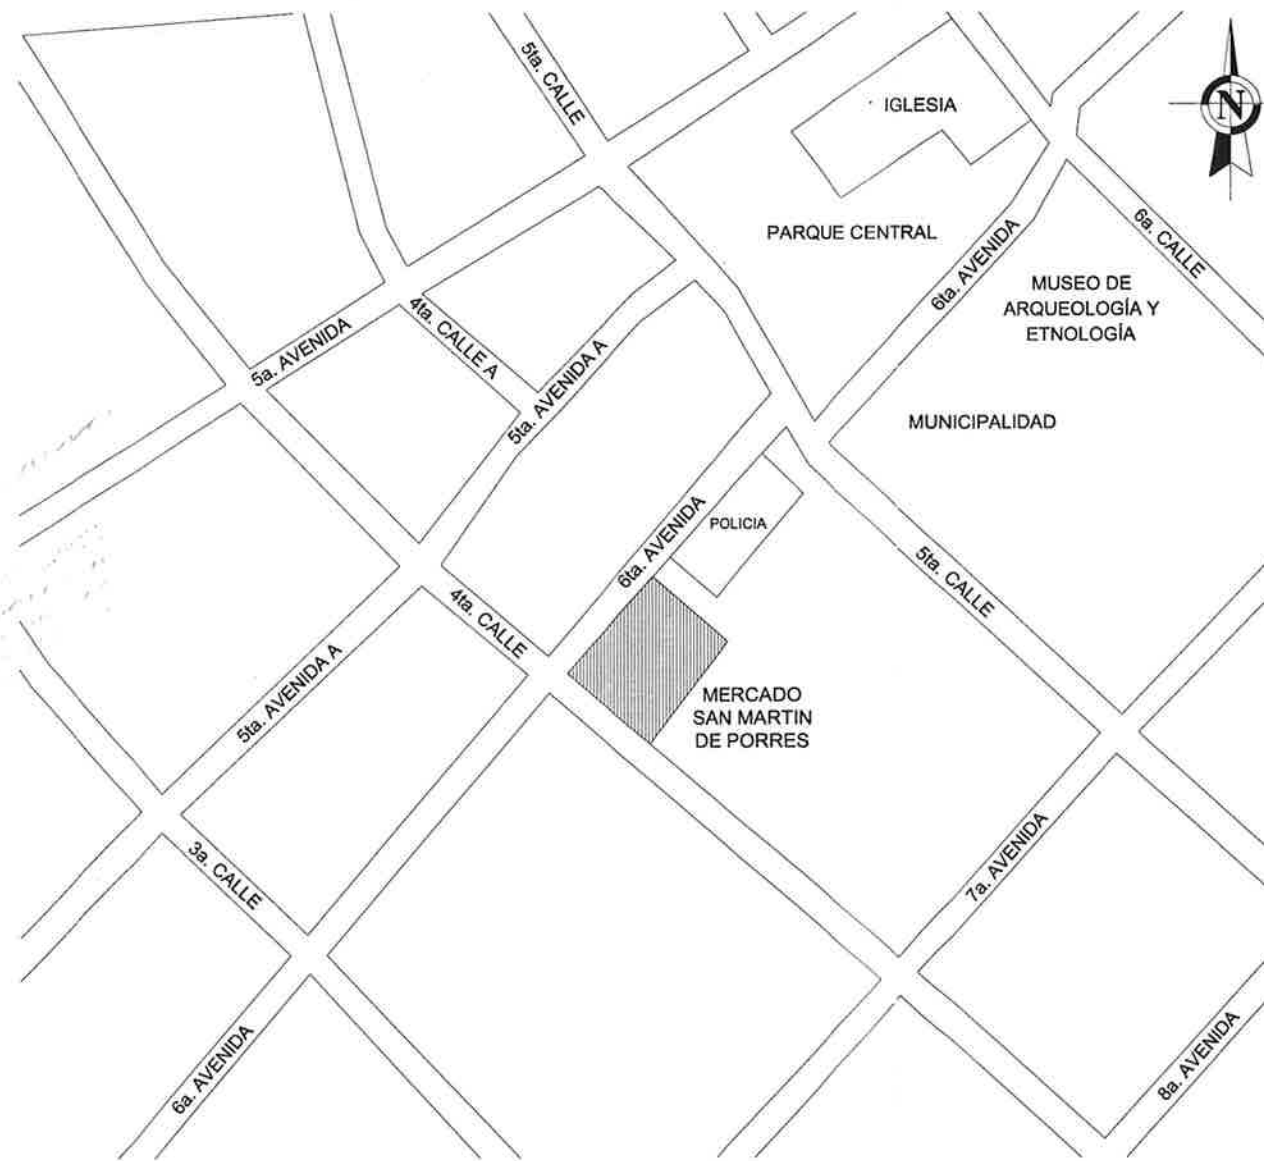 5ta. CALLE
IGLESIA
N
PARQUE CENTRAL
6ta. AVENIDA
6a. CALLE
MUSEO DE
ARQUEOLOGÍA Y
ETNOLOGÍA
5a. AVENIDA
4ta. CALLE A
5ta. AVENIDA A
MUNICIPALIDAD
6ta. AVENIDA
POLICIA
5ta. CALLE
4ta. CALLE
5ta. AVENIDA A
MERCADO
SAN MARTIN
DE PORRES
3a. CALLE
7a. AVENIDA
6a. AVENIDA
8a. AVENIDA